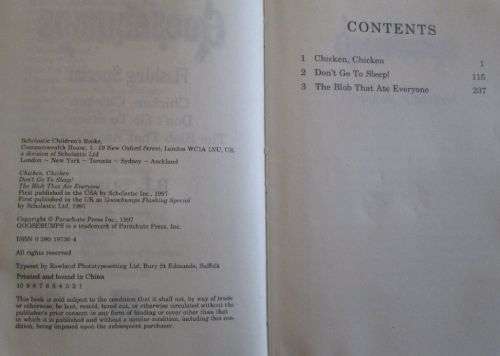 Scholastic Children's Books,
Commonwealth House, 1-19 New Oxford Street, London WC1A 1NU, UK
a division of Scholastic Ltd
London ~ New York ~ Toronto ~ Sydney ~ Auckland
Chicken, Chicken
Don't Go To Sleep!
The Blob That Ate Everyone
First published in the USA by Scholastic Inc., 1997
First published in the UK as Goosebumps Thinking Special
by Scholastic Ltd,
Copyright © Parachute Press Inc., 1997
GOOSEBUMPS is a trademark of Parachute Press, Inc.
ISBN 0 590 19736 4
All rights reserved
Typeset by Rowland Phototypesetting Ltd, Bury St Edmunds, Suffolk
Printed and bound in China
10 9 8 7 6 5 4 3 2 1
This book is sold subject to the condition that it shall not, by way of trade
or otherwise, be lent, resold, hired out, or otherwise circulated without the
publisher's prior consent in any form of binding or cover other than that
in which it is published and without a similar condition, including this con-
dition, being imposed upon the subsequent purchaser.
CONTENTS
1 Chicken, Chicken 1
2 Don't Go To Sleep! 115
3 The Blob That Ate Everyone 237